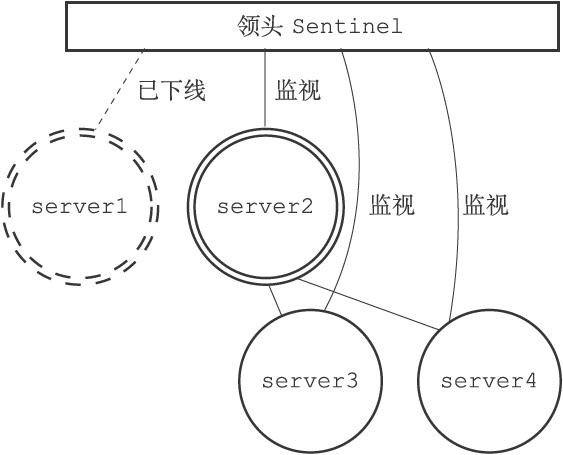 领头 Sentinel
已下线
监视
server1
server2
监视
监视
server3
server4